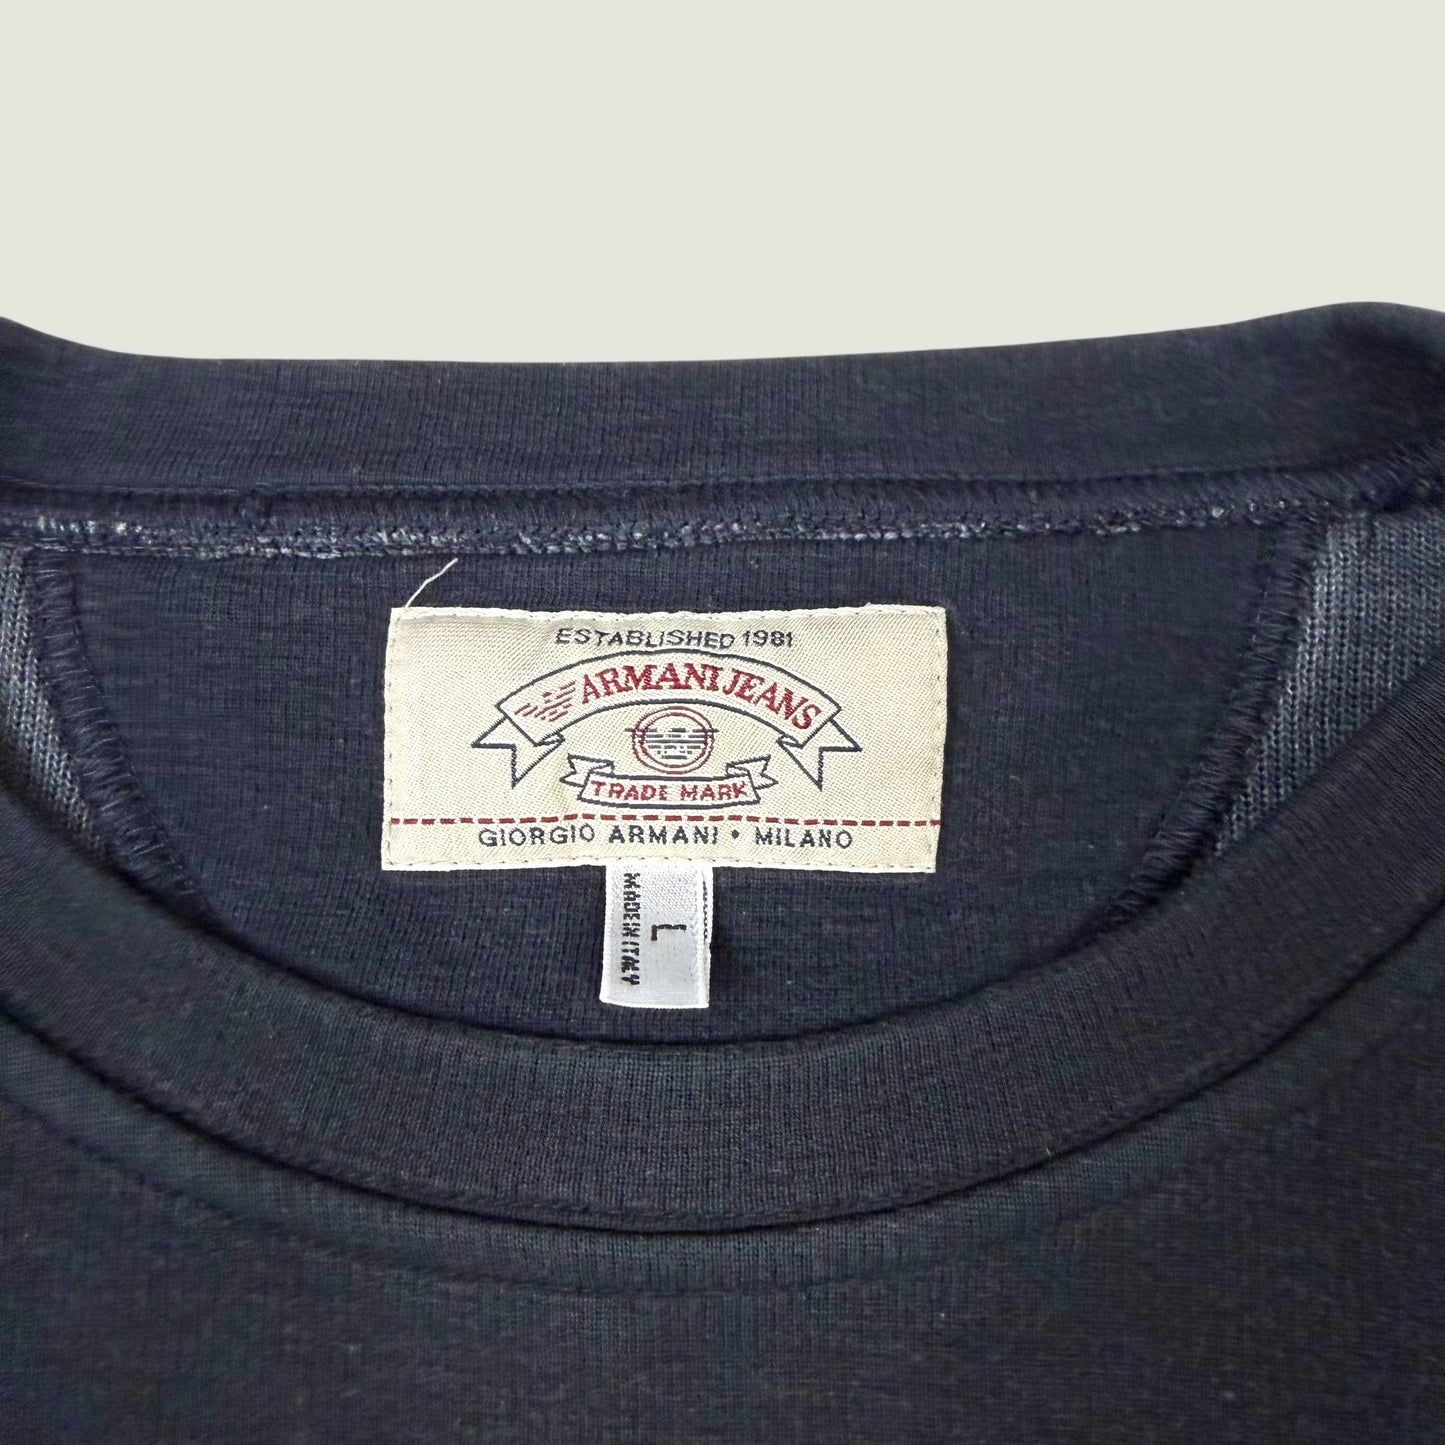 ESTABLISHED 1981
ARMANI JEANS
TRADE MARK
GIORGIO ARMANI • MILANO
MADE IN ITALY
L